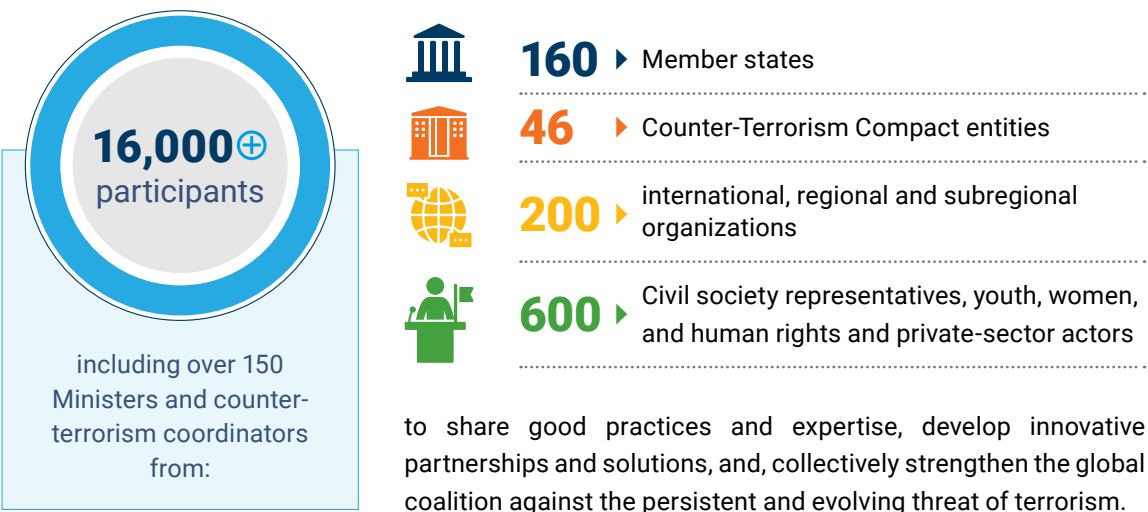 16,000+
participants
including over 150
Ministers and counter-
terrorism coordinators
from:
160 Member states
46 Counter-Terrorism Compact entities
200 international, regional and subregional
organizations
600 Civil society representatives, youth, women,
and human rights and private-sector actors
to share good practices and expertise, develop innovative
partnerships and solutions, and, collectively strengthen the global
coalition against the persistent and evolving threat of terrorism.